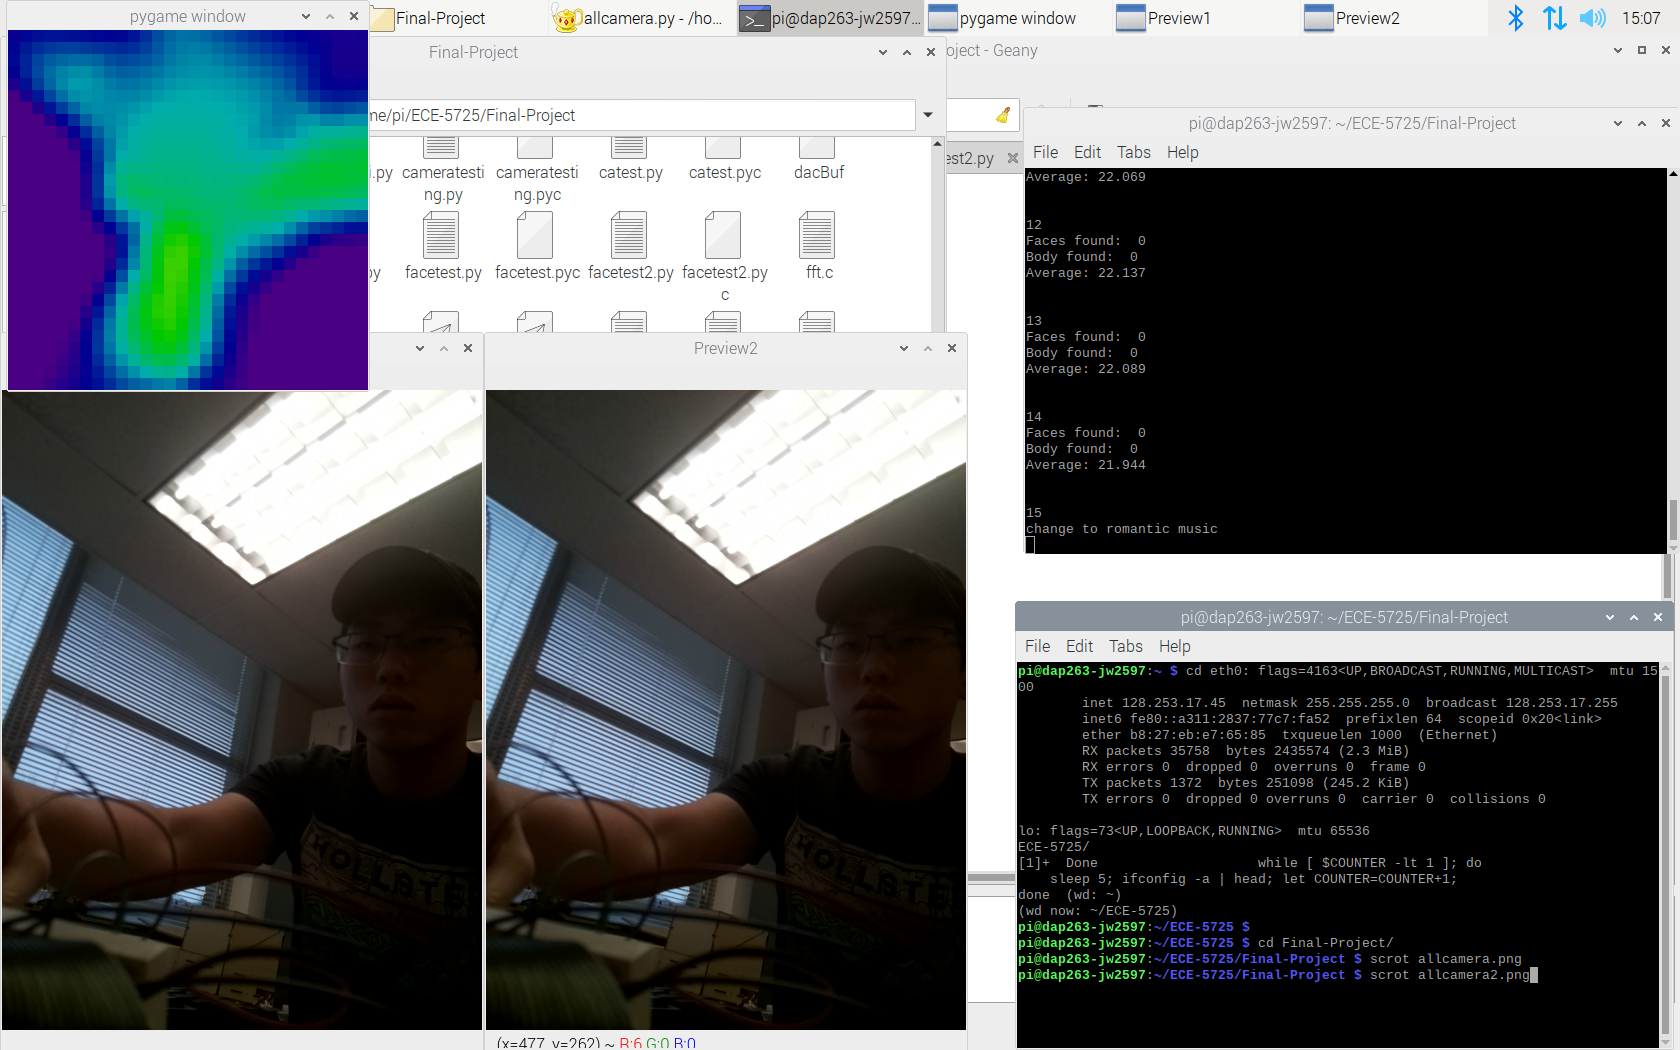 pygame window
Final-Project
allcamera.py - /ho...
pi@dap263-jw2597...
pygame window
Preview1
Preview2
15:07
Final-Project
oject - Geany
me/pi/ECE-5725/Final-Project
i.py
cameratesti
ng.py
cameratesti
ng.pyc
catest.py
catest.pyc
dacBuf
py
facetest.py
facetest.pyc
facetest2.py
facetest2.py
c
fft.c
est2.py
Preview2
(x=477, y=262) ~ R:6 G:0 B:0
pi@dap263-jw2597: ~/ECE-5725/Final-Project
File Edit Tabs Help
Average: 22.069
12
Faces found:  0
Body found:  0
Average: 22.137
13
Faces found:  0
Body found:  0
Average: 22.089
14
Faces found:  0
Body found:  0
Average: 21.944
15
change to romantic music
pi@dap263-jw2597: ~/ECE-5725/Final-Project
File Edit Tabs Help
pi@dap263-jw2597:~ $ cd eth0: flags=4163<UP,BROADCAST,RUNNING,MULTICAST>  mtu 15
00
inet 128.253.17.45  netmask 255.255.255.0  broadcast 128.253.17.255
inet6 fe80::a311:2837:77c7:fa52  prefixlen 64  scopeid 0x20<link>
ether b8:27:eb:e7:65:85  txqueuelen 1000  (Ethernet)
RX packets 35758  bytes 2435574 (2.3 MiB)
RX errors 0  dropped 0  overruns 0  frame 0
TX packets 1372  bytes 251098 (245.2 KiB)
TX errors 0  dropped 0 overruns 0  carrier 0  collisions 0
lo: flags=73<UP,LOOPBACK,RUNNING>  mtu 65536
ECE-5725/
[1]+  Done                    while [ $COUNTER -lt 1 ]; do
sleep 5; ifconfig -a | head; let COUNTER=COUNTER+1;
done  (wd: ~)
(wd now: ~/ECE-5725)
pi@dap263-jw2597:~/ECE-5725 $
pi@dap263-jw2597:~/ECE-5725 $ cd Final-Project/
pi@dap263-jw2597:~/ECE-5725/Final-Project $ scrot allcamera.png
pi@dap263-jw2597:~/ECE-5725/Final-Project $ scrot allcamera2.png